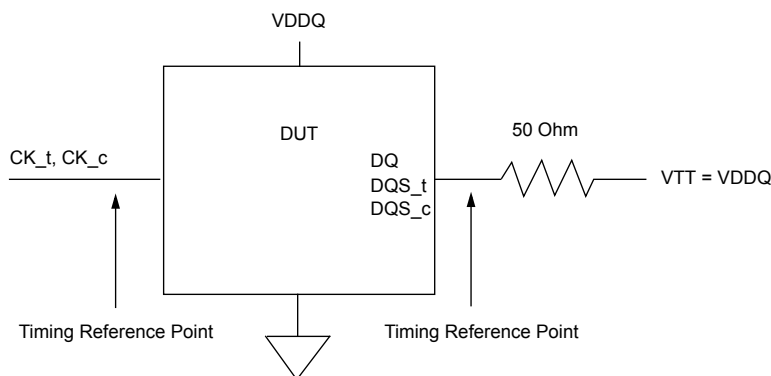 VDDQ
DUT
50 Ohm
CK_t, CK_c
DQ
DQS_t
DQS_c
VTT = VDDQ
Timing Reference Point
Timing Reference Point